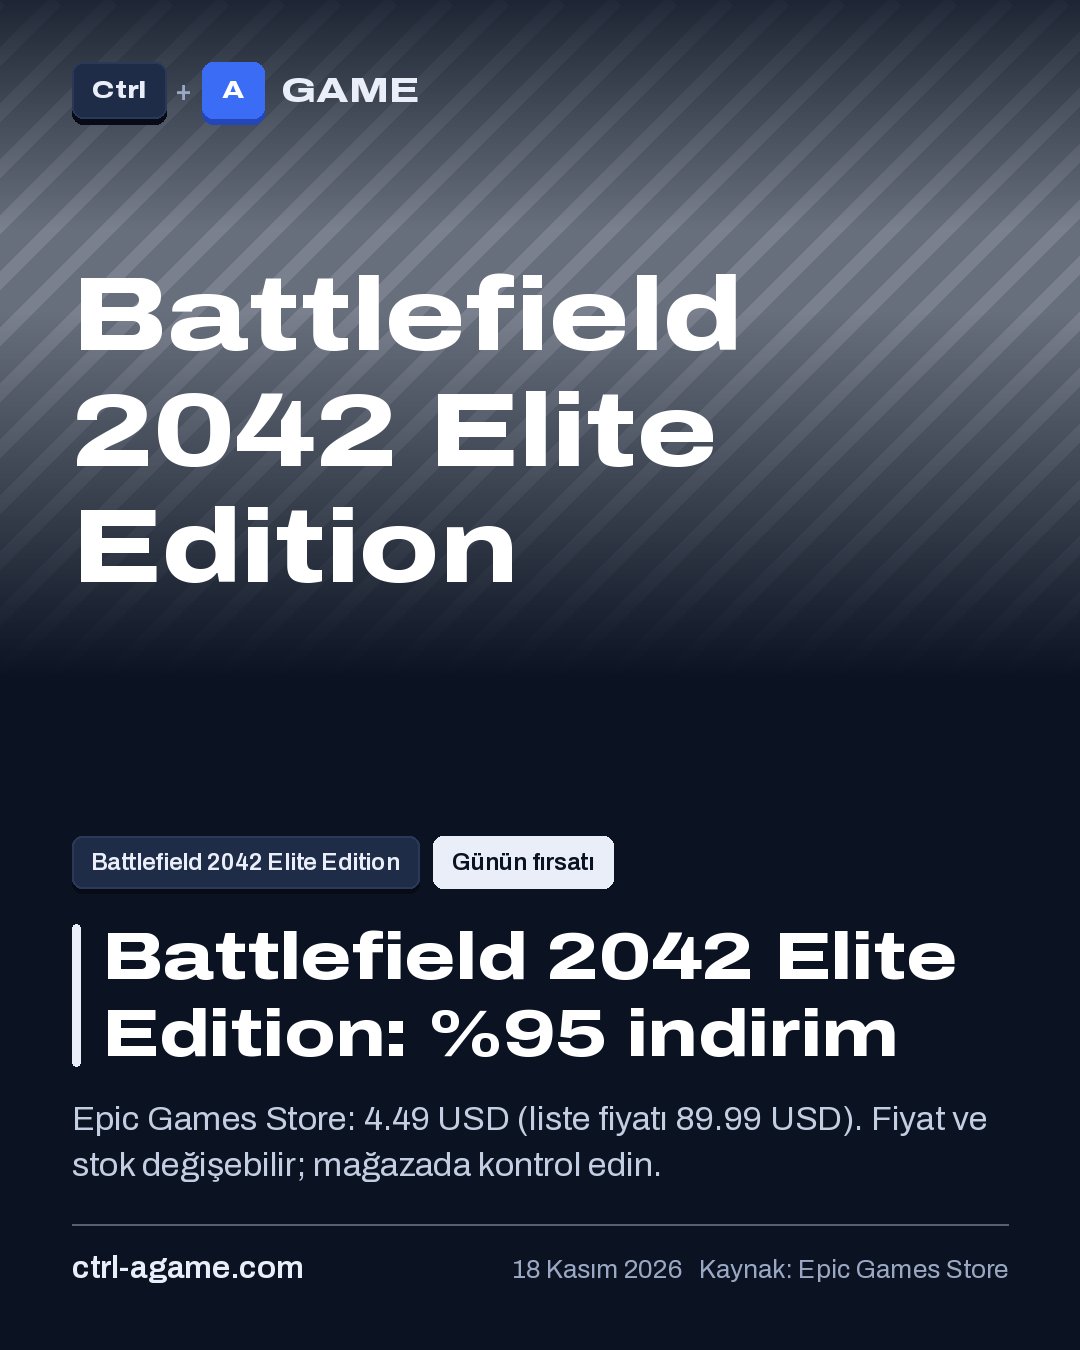 Ctrl + A GAME
Battlefield
2042 Elite
Edition
Battlefield 2042 Elite Edition Günün fırsatı
Battlefield 2042 Elite
Edition: %95 indirim
Epic Games Store: 4.49 USD (liste fiyatı 89.99 USD). Fiyat ve
stok değişebilir; mağazada kontrol edin.
ctrl-agame.com 18 Kasım 2026 Kaynak: Epic Games Store